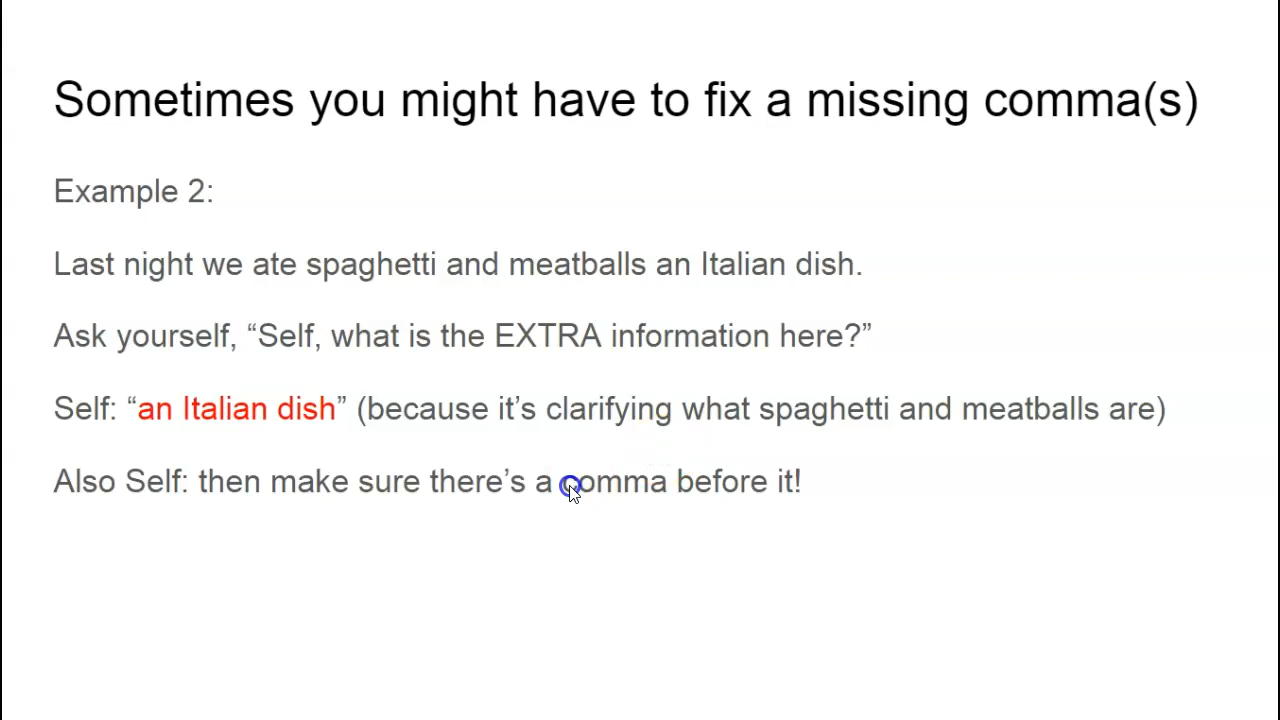 Sometimes you might have to fix a missing comma(s)
Example 2:
Last night we ate spaghetti and meatballs an Italian dish.
Ask yourself, “Self, what is the EXTRA information here?”
Self: “an Italian dish” (because it’s clarifying what spaghetti and meatballs are)
Also Self: then make sure there’s a comma before it!